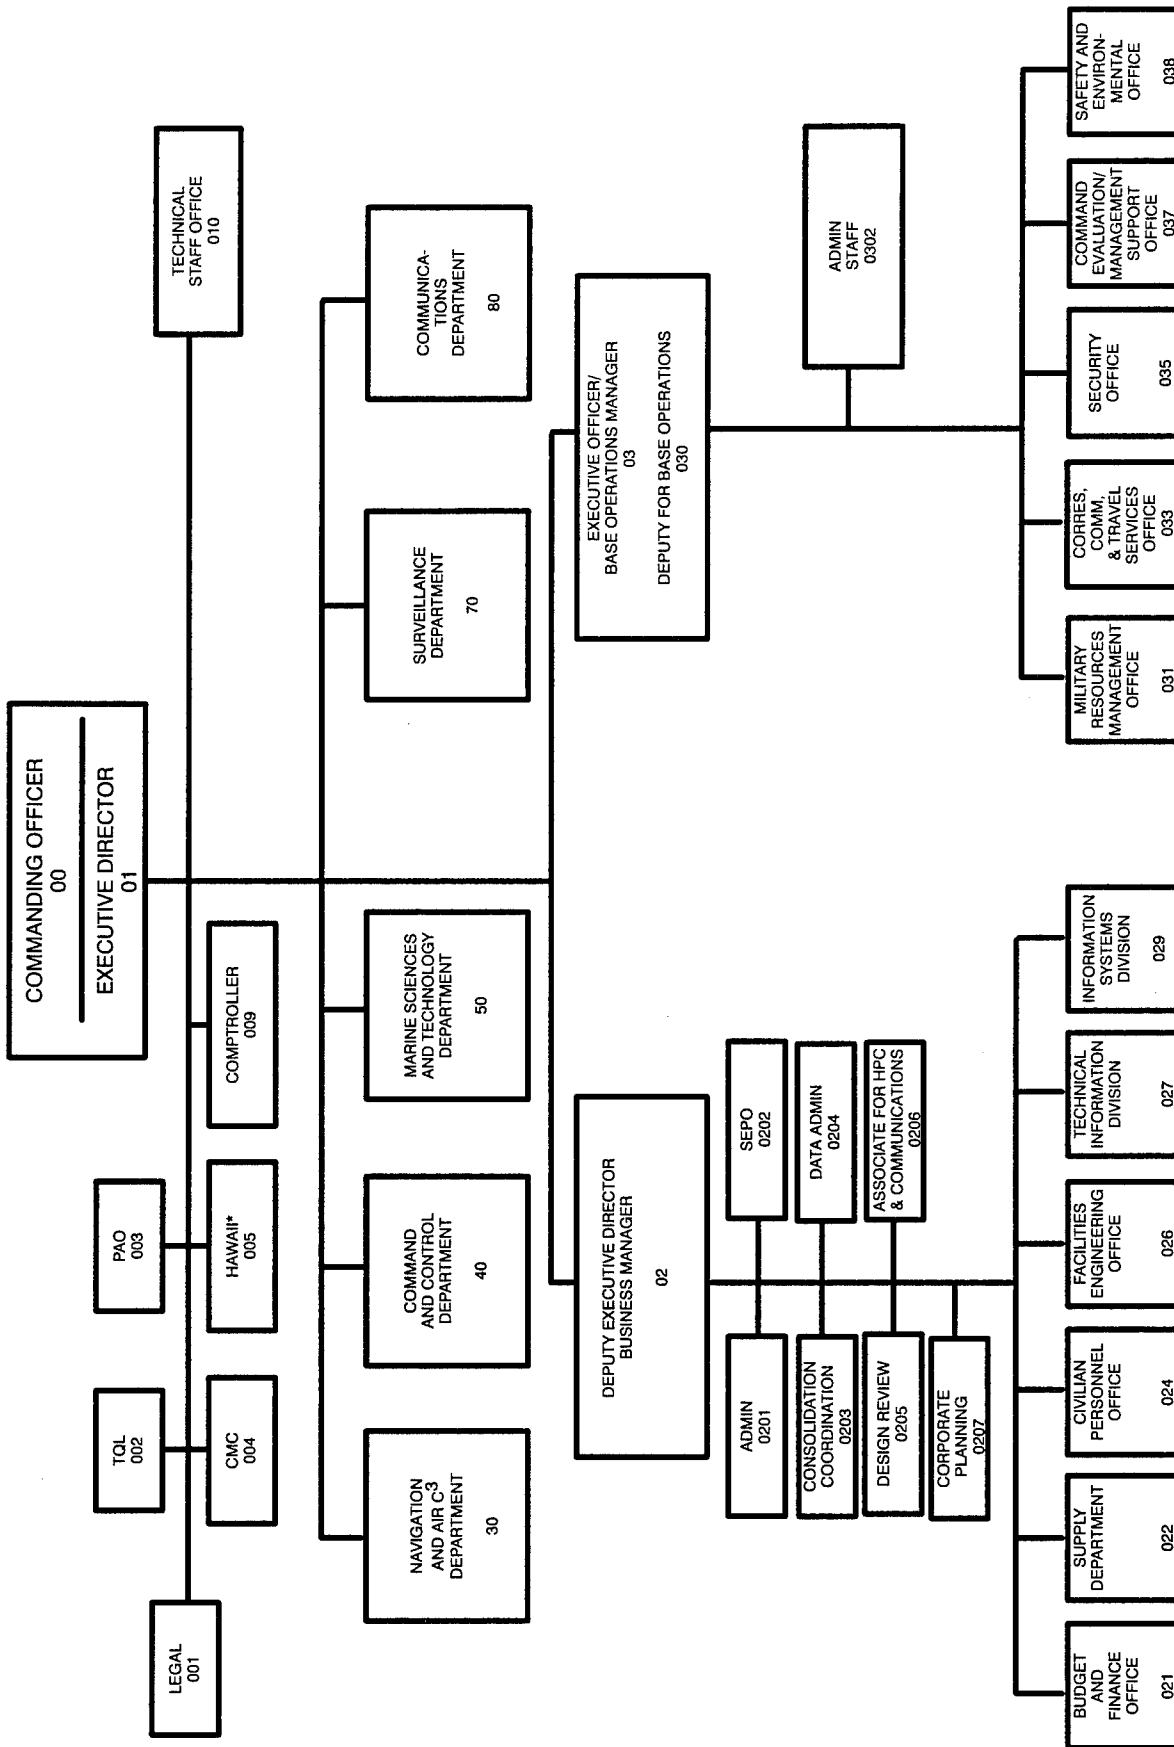 COMMANDING OFFICER
00
EXECUTIVE DIRECTOR
01
LEGAL
001
TQL
002
PAO
003
CMC
004
HAWAII*
005
COMPTROLLER
009
TECHNICAL
STAFF OFFICE
010
NAVIGATION
AND AIR C3
DEPARTMENT
30
COMMAND
AND CONTROL
DEPARTMENT
40
MARINE SCIENCES
AND TECHNOLOGY
DEPARTMENT
50
SURVEILLANCE
DEPARTMENT
70
COMMUNICA-
TIONS
DEPARTMENT
80
DEPUTY EXECUTIVE DIRECTOR
BUSINESS MANAGER
02
EXECUTIVE OFFICER/
BASE OPERATIONS MANAGER
03
DEPUTY FOR BASE OPERATIONS
030
ADMIN
0201
SEPO
0202
CONSOLIDATION
COORDINATION
0203
DATA ADMIN
0204
DESIGN REVIEW
0205
ASSOCIATE FOR HPC
& COMMUNICATIONS
0206
CORPORATE
PLANNING
0207
ADMIN
STAFF
0302
BUDGET
AND
FINANCE
OFFICE
021
SUPPLY
DEPARTMENT
022
CIVILIAN
PERSONNEL
OFFICE
024
FACILITIES
ENGINEERING
OFFICE
026
TECHNICAL
INFORMATION
DIVISION
027
INFORMATION
SYSTEMS
DIVISION
029
MILITARY
RESOURCES
MANAGEMENT
OFFICE
031
CORRES,
COMM,
& TRAVEL
SERVICES
OFFICE
033
SECURITY
OFFICE
035
COMMAND
EVALUATION/
MANAGEMENT
SUPPORT
OFFICE
037
SAFETY AND
ENVIRON-
MENTAL
OFFICE
038